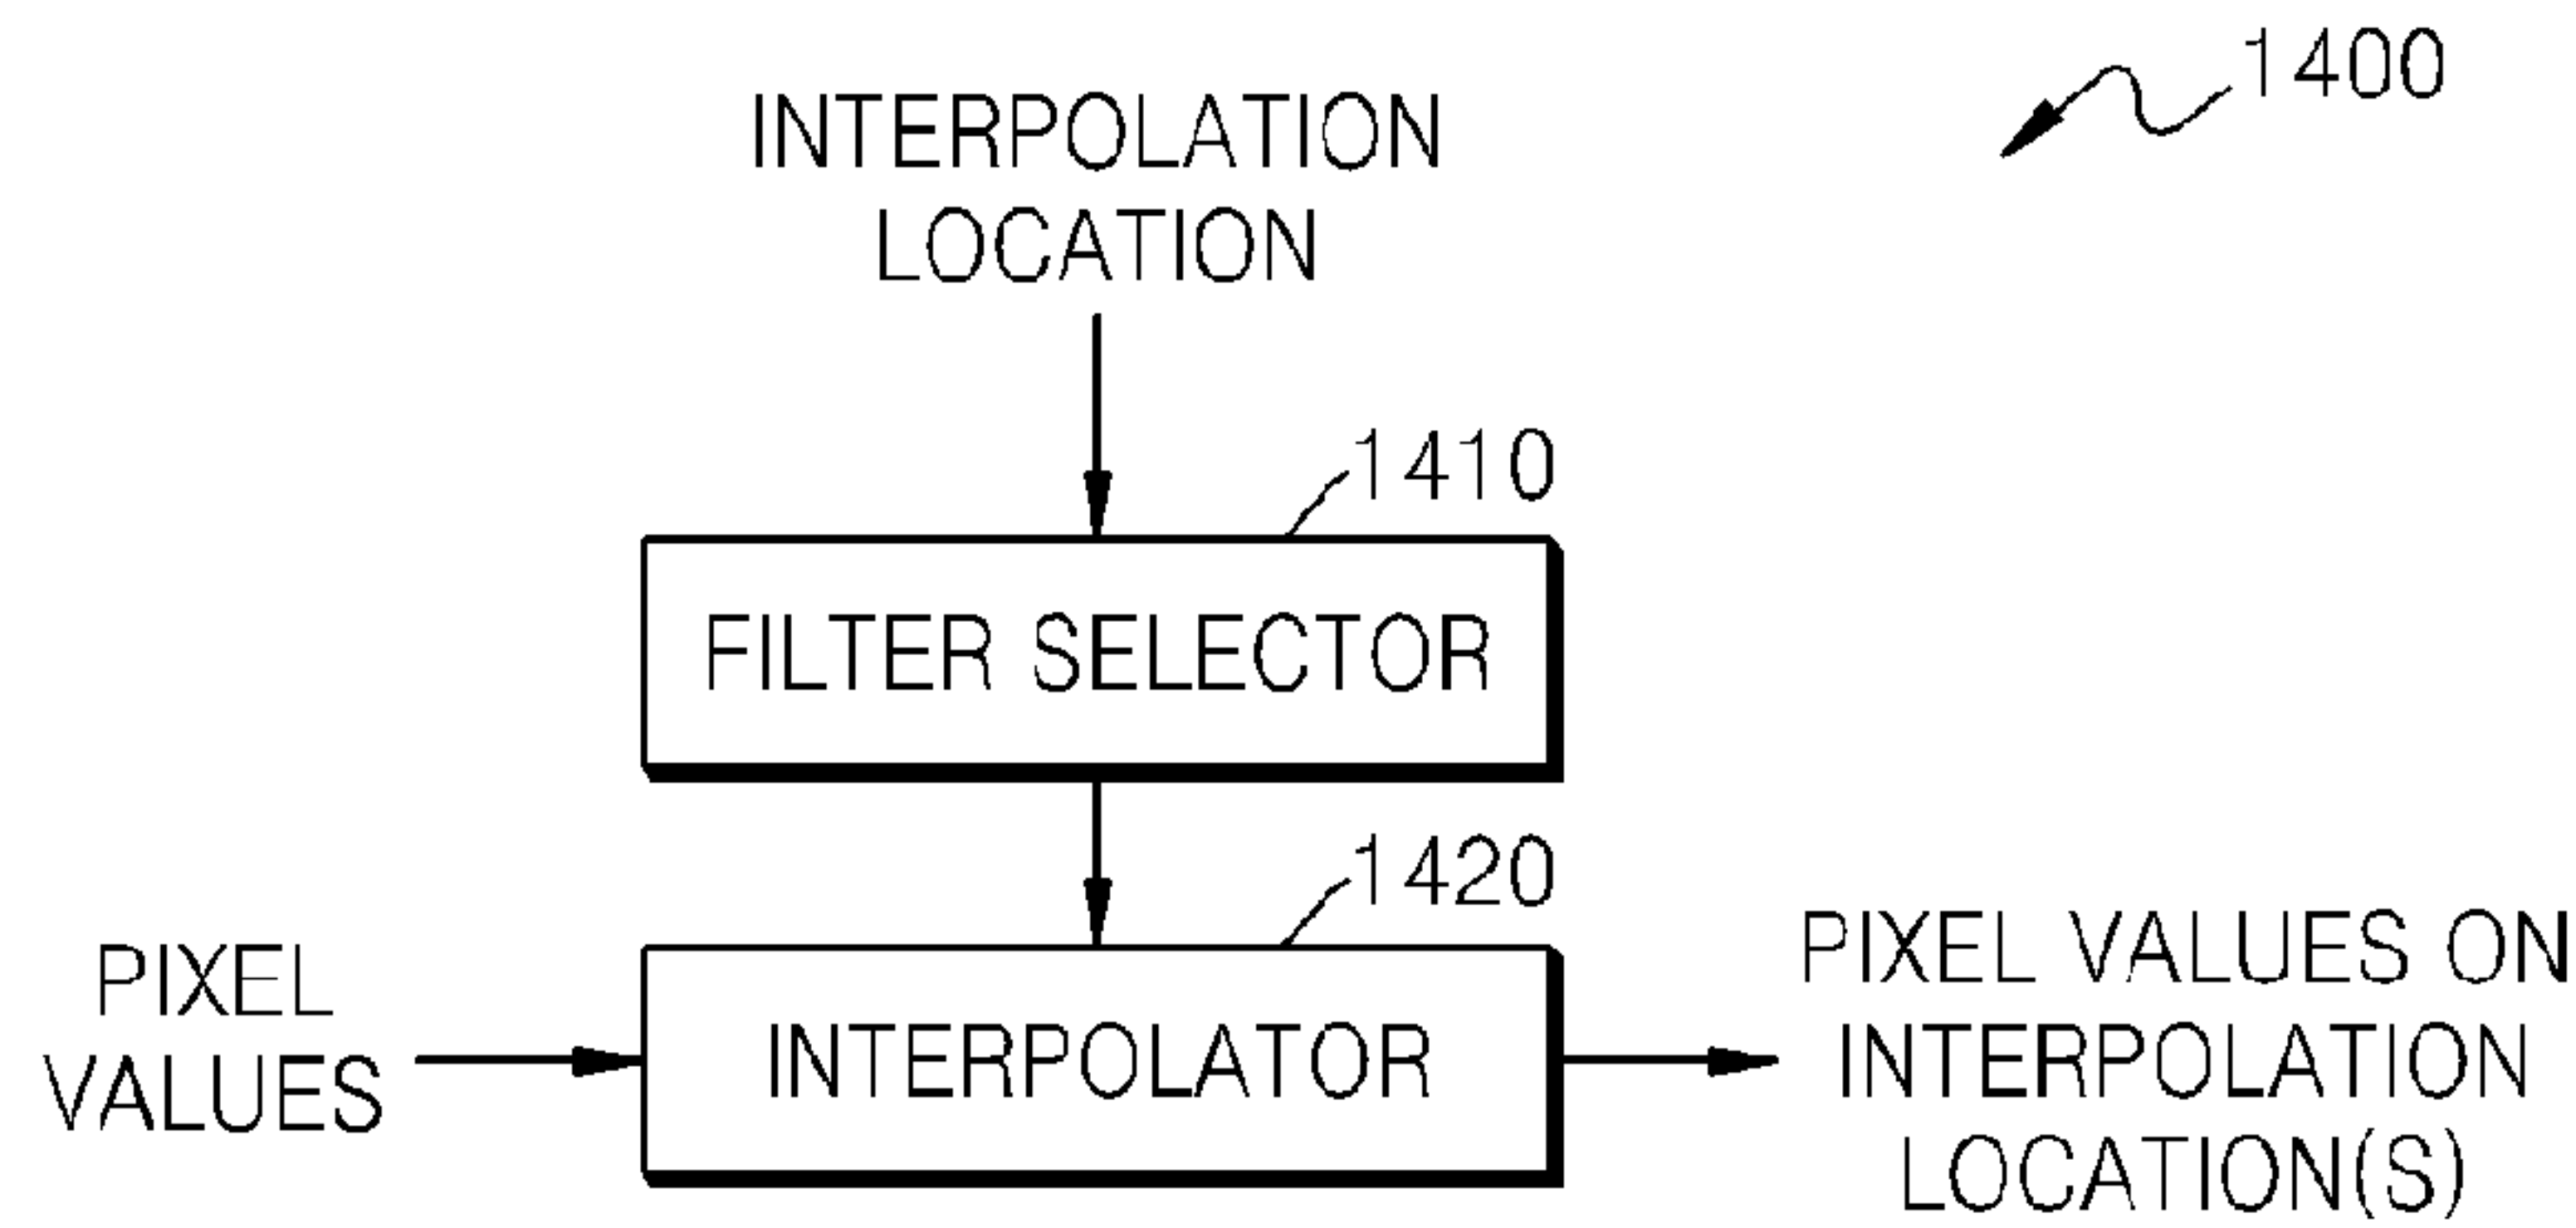 1400
INTERPOLATION
LOCATION
1410
FILTER SELECTOR
1420
PIXEL
VALUES
INTERPOLATOR
PIXEL VALUES ON
INTERPOLATION
LOCATION(S)